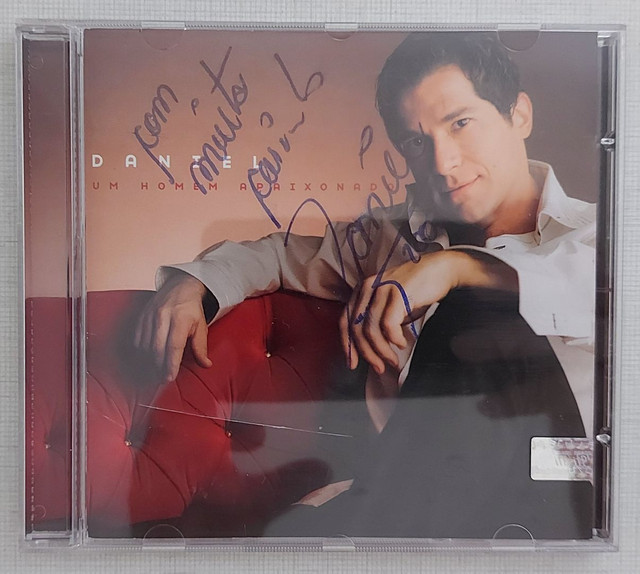 com
muito
carinho
DANIEL
UM HOMEM APAIXONADO
Daniel